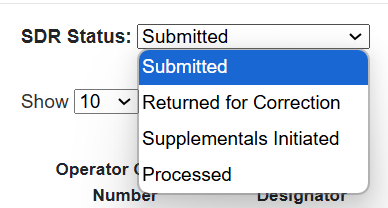 SDR Status: Submitted
Submitted
Show 10
Returned for Correction
Supplementals Initiated
Processed
Operator
Number
Designator